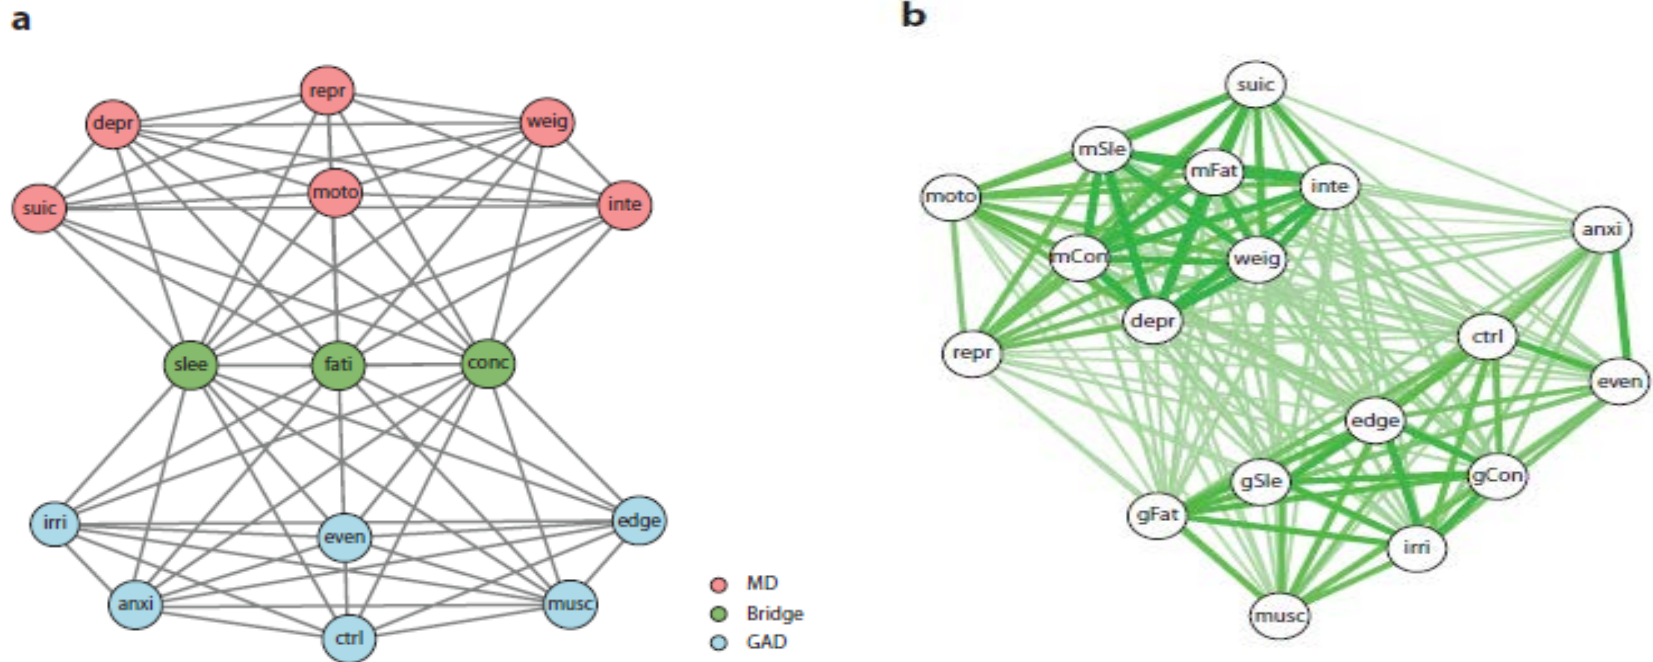 a
repr
depr
weig
moto
suic
inte
slee
fati
conc
irri
even
edge
anxi
musc
ctrl
MD
Bridge
GAD
b
suic
mSle
mFat
inte
moto
anxi
mCon
weig
depr
ctrl
repr
even
edge
gSle
gCon
gFat
irri
musc